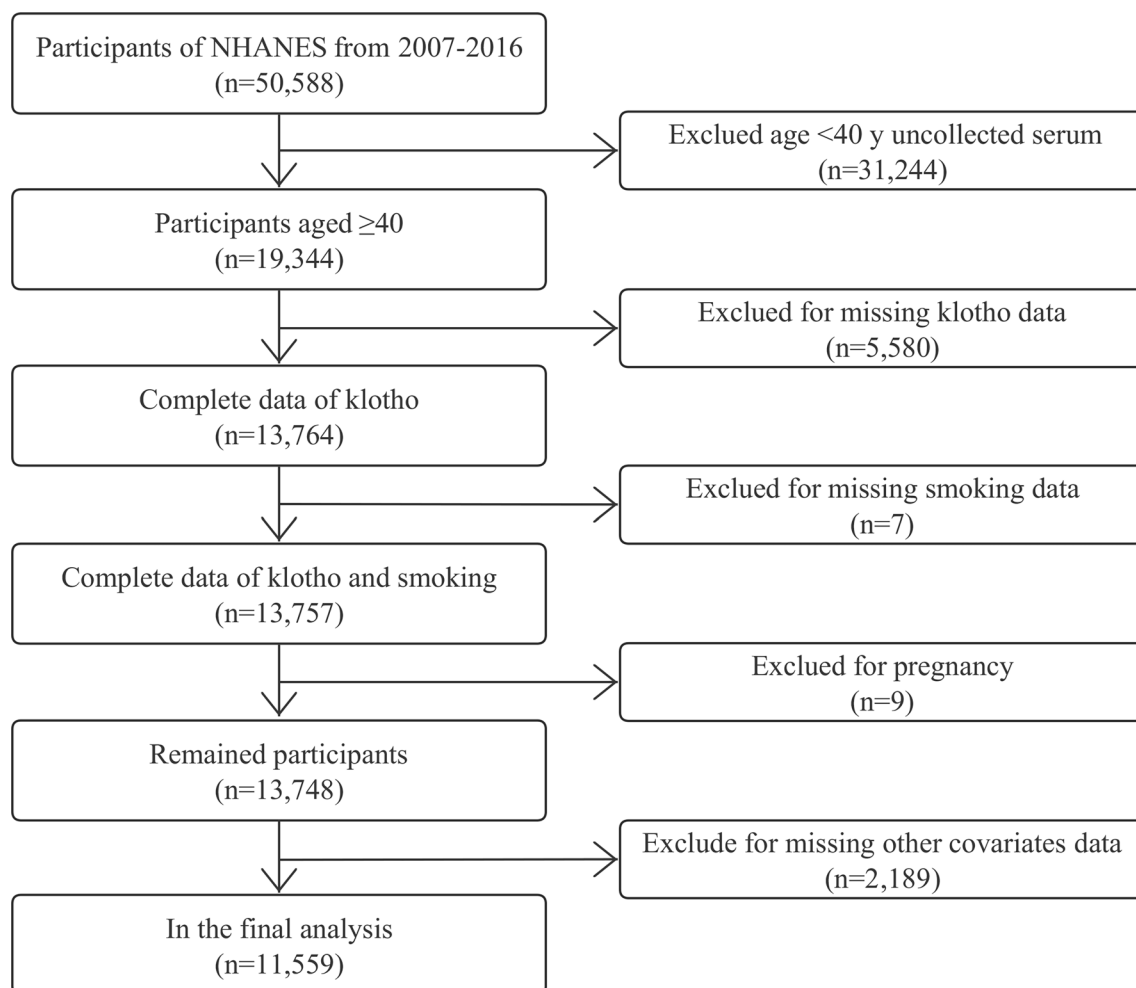 Participants of NHANES from 2007-2016
(n=50,588)
Exclued age <40 y uncollected serum
(n=31,244)
Participants aged ≥40
(n=19,344)
Exclued for missing klotho data
(n=5,580)
Complete data of klotho
(n=13,764)
Exclued for missing smoking data
(n=7)
Complete data of klotho and smoking
(n=13,757)
Exclued for pregnancy
(n=9)
Remained participants
(n=13,748)
Exclude for missing other covariates data
(n=2,189)
In the final analysis
(n=11,559)